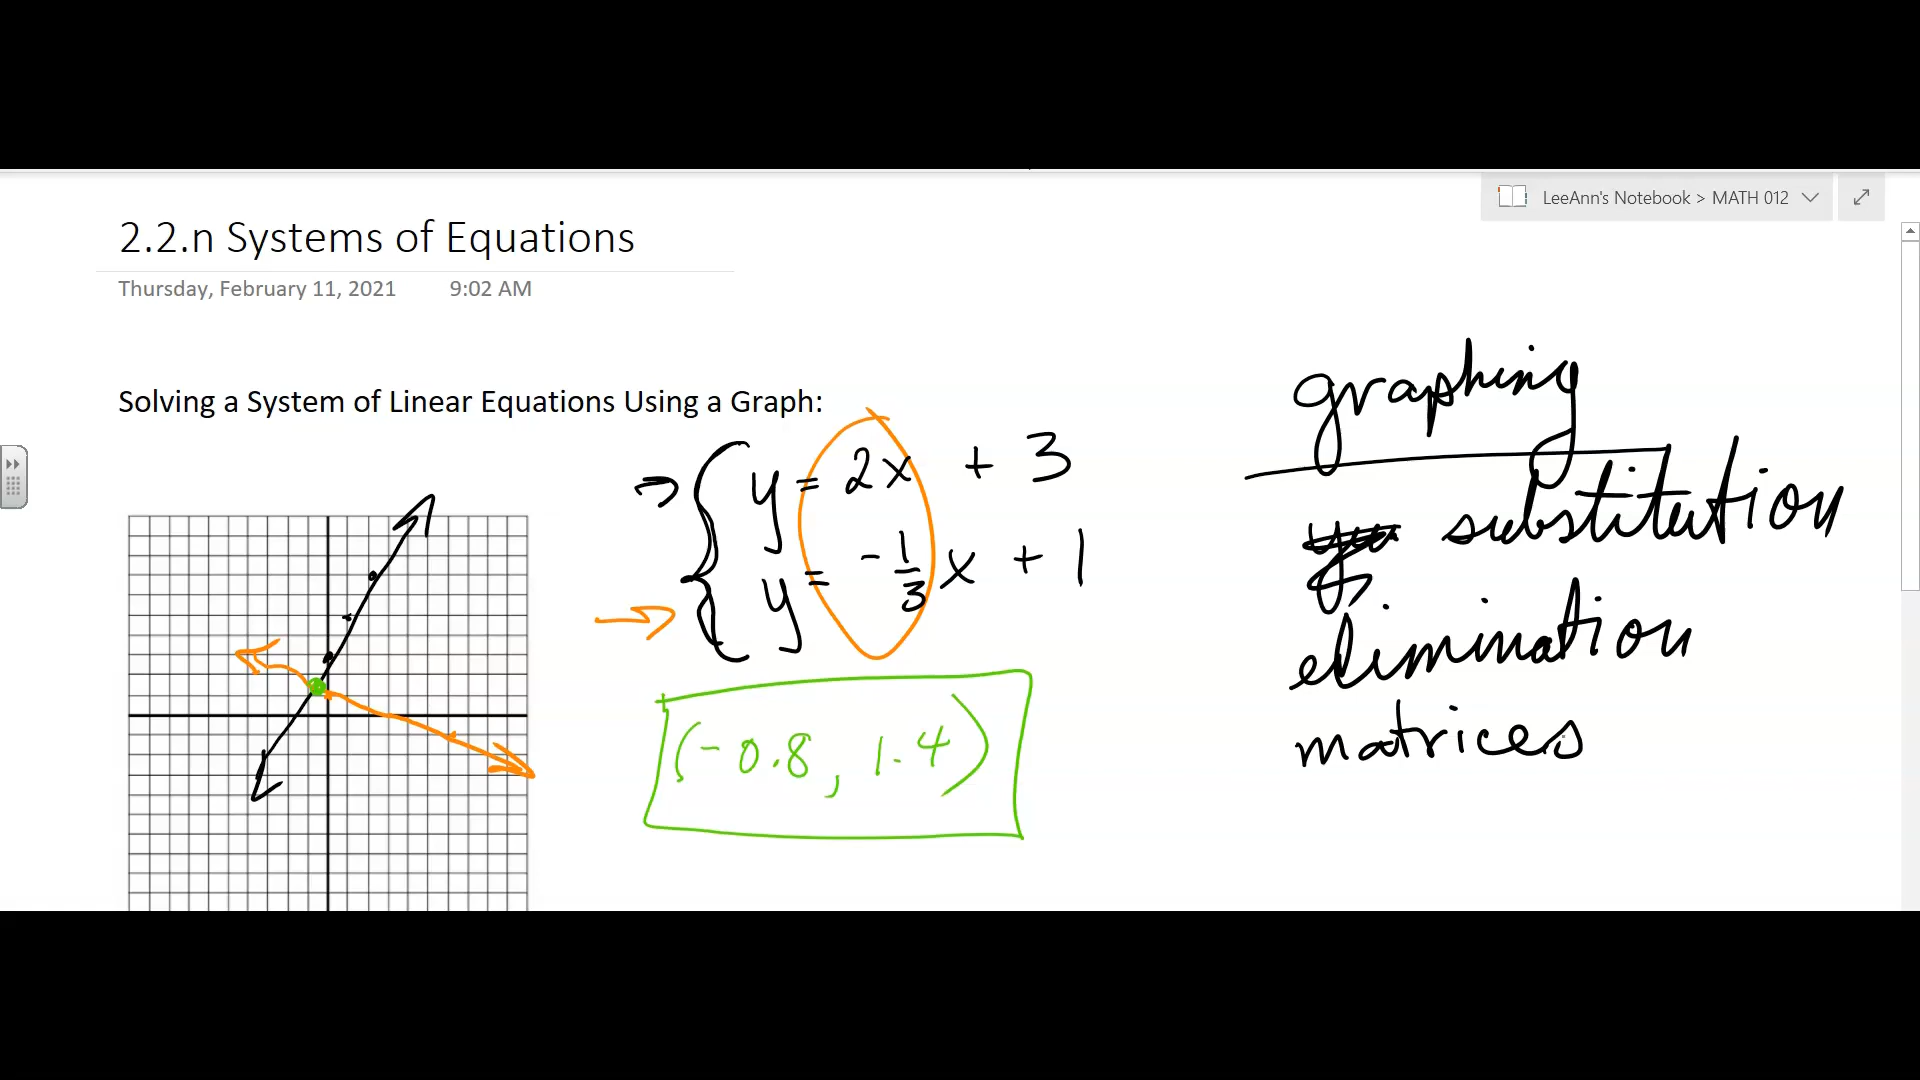 LeeAnn's Notebook > MATH 012
2.2.n Systems of Equations
Thursday, February 11, 2021 9:02 AM
Solving a System of Linear Equations Using a Graph:
y = 2x + 3
y = -1/3 x + 1
(-0.8, 1.4)
graphing
substitution
elimination
matrices